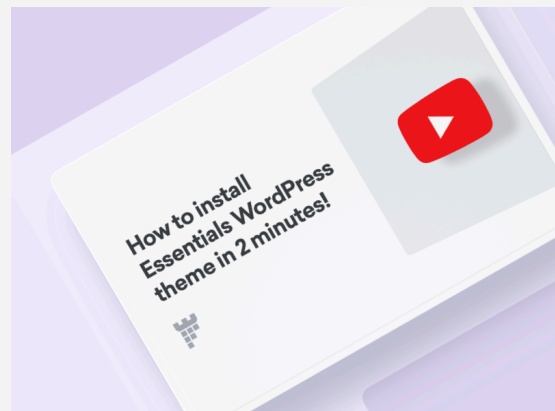 How to install
Essentials WordPress
theme in 2 minutes!